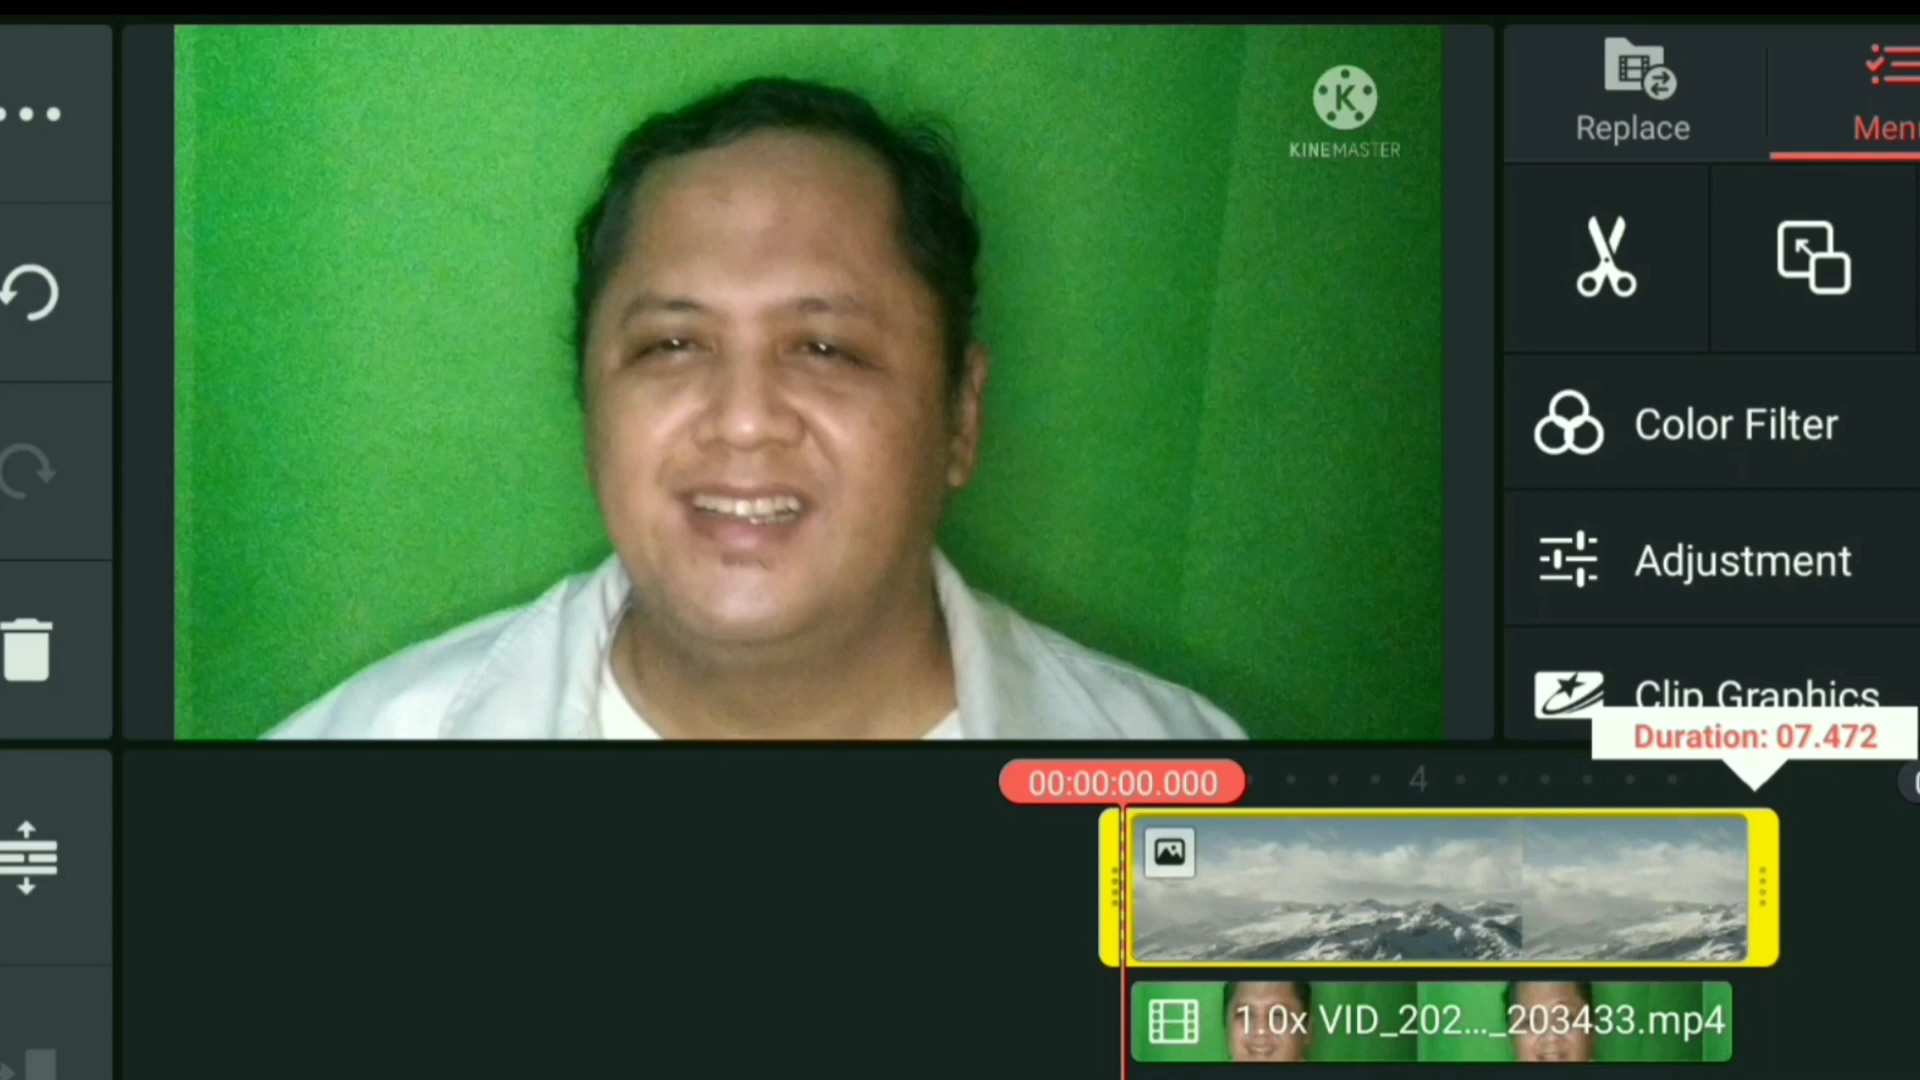 K
KINEMASTER
Replace
Color Filter
Adjustment
Clip Graphics
Duration: 07.472
00:00:00.000
4
1.0x VID_202..._203433.mp4